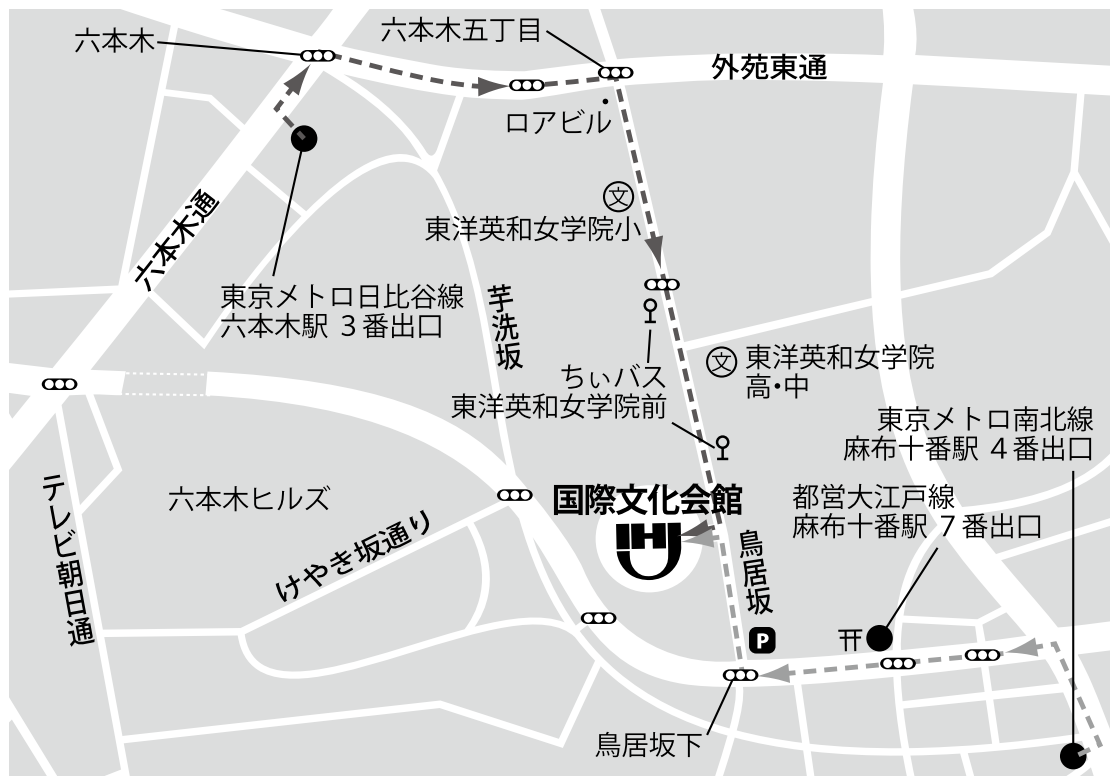 六本木
六本木五丁目
外苑東通
ロアビル
文
東洋英和女学院小
六本木通
東京メトロ日比谷線
六本木駅 3番出口
芋洗坂
ちぃバス
東洋英和女学院前
文
東洋英和女学院
高・中
東京メトロ南北線
麻布十番駅 4番出口
都営大江戸線
麻布十番駅 7番出口
テレビ朝日通
六本木ヒルズ
けやき坂通り
国際文化会館
IHJ
鳥居坂
P
鳥居坂下